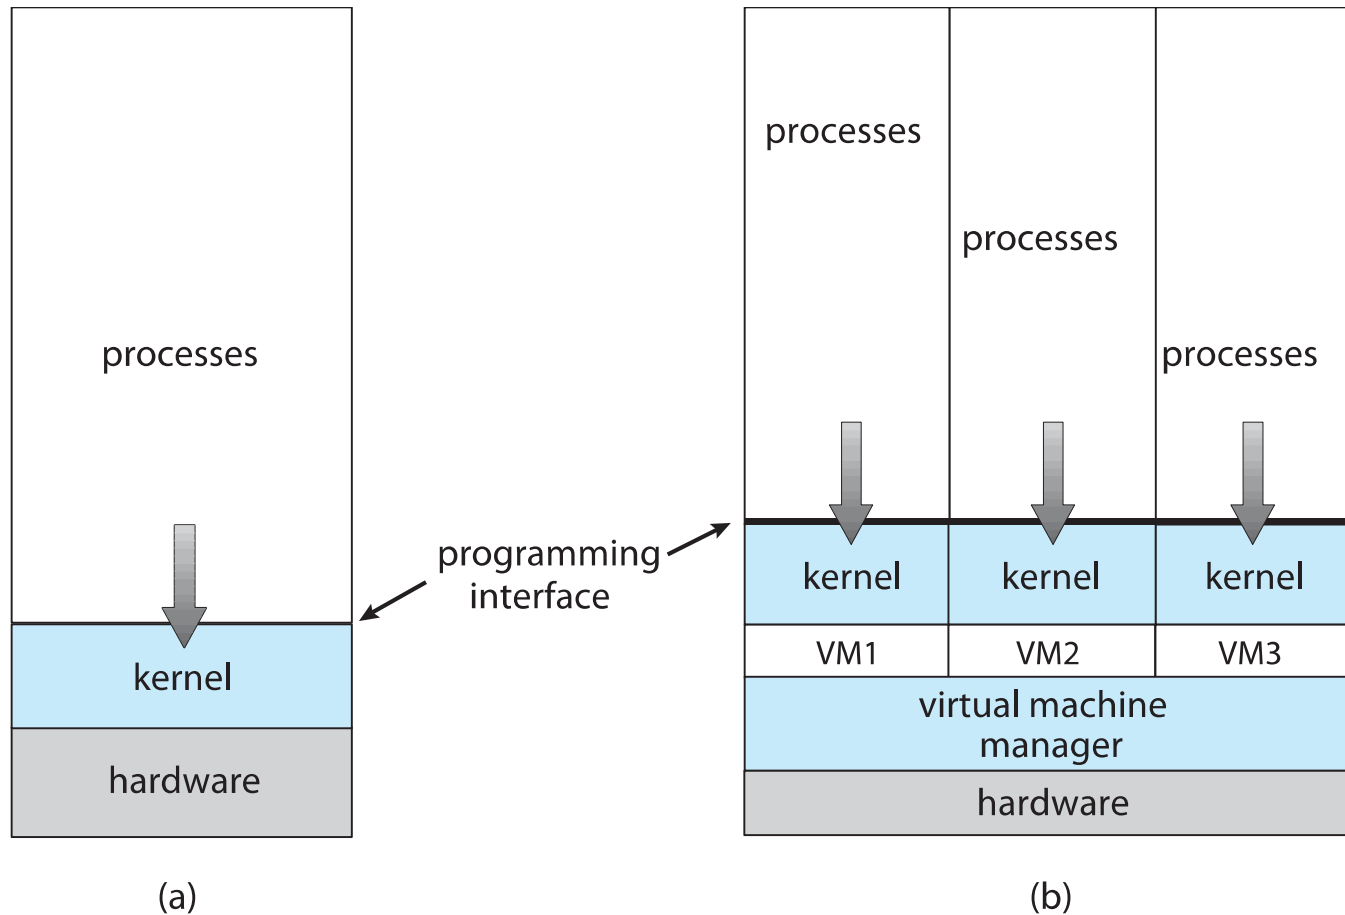 processes
kernel
hardware
(a)
programming
interface
processes
processes
processes
kernel
kernel
kernel
VM1
VM2
VM3
virtual machine
manager
hardware
(b)